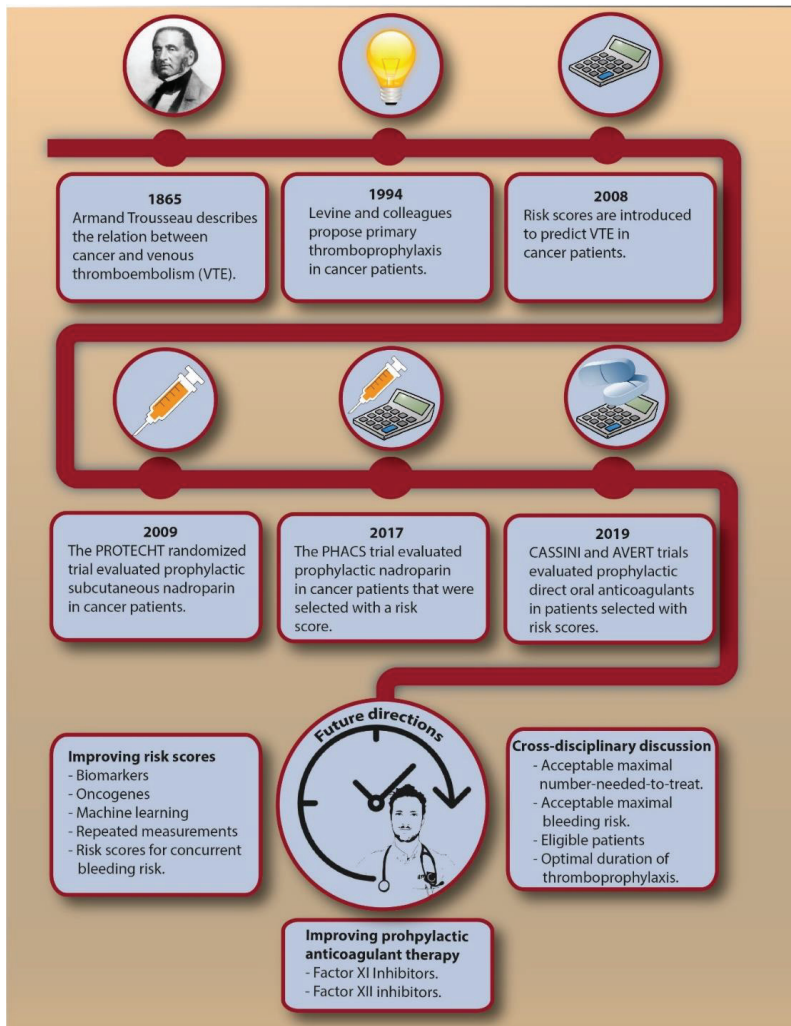 1865
Armand Trousseau describes
the relation between
cancer and venous
thromboembolism (VTE).
1994
Levine and colleagues
propose primary
thromboprophylaxis
in cancer patients.
2008
Risk scores are introduced
to predict VTE in
cancer patients.
2009
The PROTECHT randomized
trial evaluated prophylactic
subcutaneous nadroparin
in cancer patients.
2017
The PHACS trial evaluated
prophylactic nadroparin
in cancer patients that were
selected with a risk
score.
2019
CASSINI and AVERT trials
evaluated prophylactic
direct oral anticoagulants
in patients selected with
risk scores.
Future directions
Improving risk scores
- Biomarkers
- Oncogenes
- Machine learning
- Repeated measurements
- Risk scores for concurrent
bleeding risk.
Cross-disciplinary discussion
- Acceptable maximal
number-needed-to-treat.
- Acceptable maximal
bleeding risk.
- Eligible patients
- Optimal duration of
thromboprophylaxis.
Improving prohpylactic
anticoagulant therapy
- Factor XI Inhibitors.
- Factor XII inhibitors.